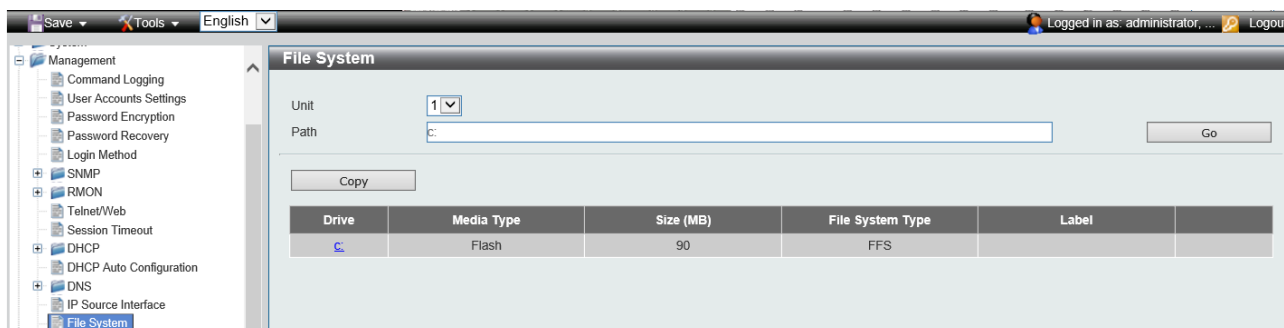 Save Tools English Logged in as: administrator, ... Logou
Management
Command Logging
User Accounts Settings
Password Encryption
Password Recovery
Login Method
SNMP
RMON
Telnet/Web
Session Timeout
DHCP
DHCP Auto Configuration
DNS
IP Source Interface
File System
File System
Unit 1
Path c: Go
Copy
Drive Media Type Size (MB) File System Type Label
c: Flash 90 FFS